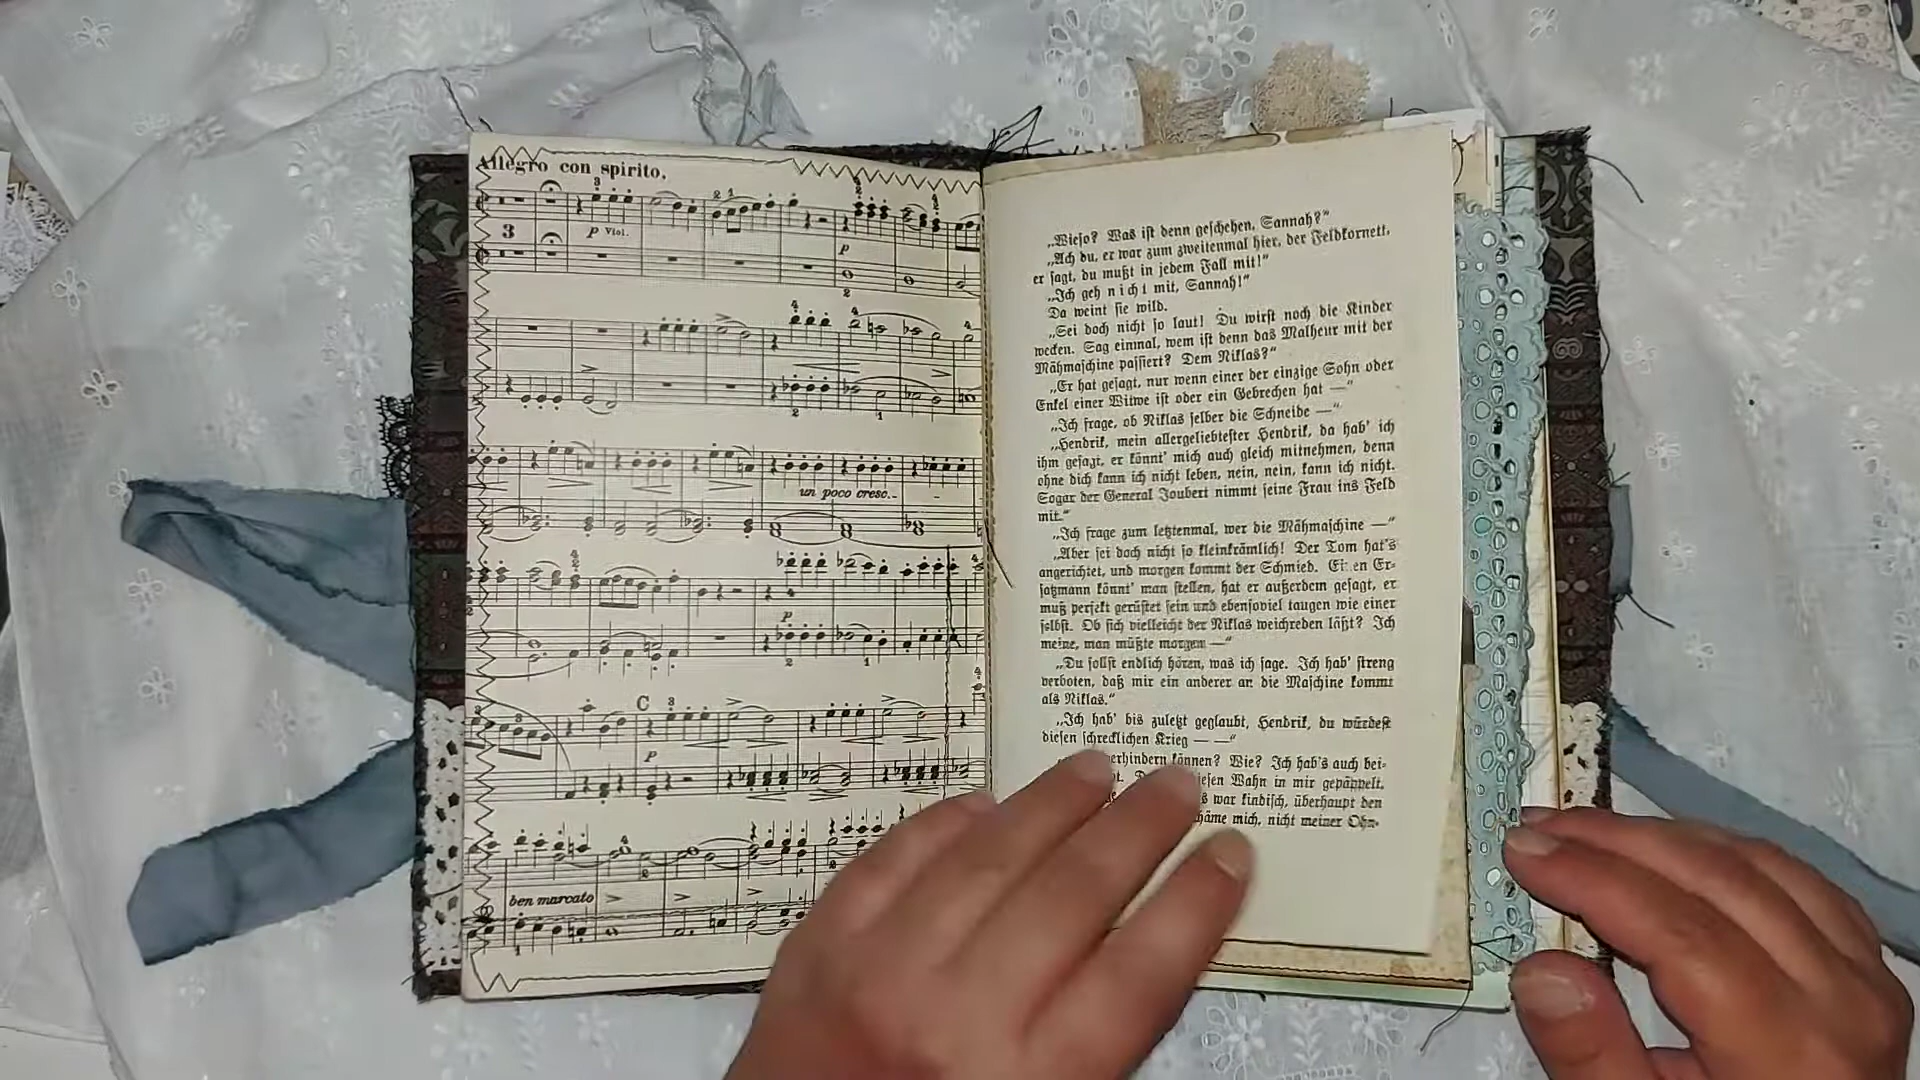 Allegro con spirito.
3
p Viol.
p
un poco cresc.-
p
C
p
ben marcato
„Wieso? Was ist denn geschehen, Sannah?“
„Ach du, er war zum zweitenmal hier, der Feldkornett,
er sagt, du mußt in jedem Fall mit!“
„Ich geh nicht mit, Sannah!“
Da weint sie wild.
„Sei doch nicht so laut! Du wirst noch die Kinder
wecken. Sag einmal, wem ist denn das Malheur mit der
Mähmaschine passiert? Dem Niklas?“
„Er hat gesagt, nur wenn einer der einzige Sohn oder
Enkel einer Witwe ist oder ein Gebrechen hat —“
„Ich frage, ob Niklas selber die Schneide —“
„Hendrik, mein allergeliebtester Hendrik, da hab' ich
ihm gesagt, er könnt' mich auch gleich mitnehmen, denn
ohne dich kann ich nicht leben, nein, nein, kann ich nicht.
Sogar der General Joubert nimmt seine Frau ins Feld
mit.“
„Ich frage zum letztenmal, wer die Mähmaschine —“
„Aber sei doch nicht so kleinkrämlich! Der Tom hat's
angerichtet, und morgen kommt der Schmied. Einen Er-
satzmann könnt' man stellen, hat er außerdem gesagt, er
muß perfekt gerüstet sein und ebensoviel taugen wie einer
selbst. Ob sich vielleicht der Niklas weichreden läßt? Ich
meine, man müßte morgen —“
„Du sollst endlich hören, was ich sage. Ich hab' streng
verboten, daß mir ein anderer an die Maschine kommt
als Niklas.“
„Ich hab' bis zuletzt geglaubt, Hendrik, du würdest
diesen schrecklichen Krieg — —“
verhindern können? Wie? Ich hab's auch bei-
Wahn in mir gepäppelt,
war kindisch, überhaupt den
mich, nicht meiner Ohn-